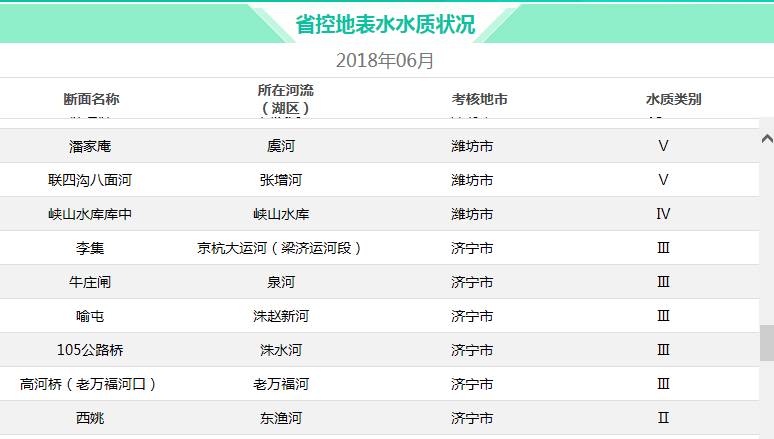 省控地表水水质状况
2018年06月
断面名称 所在河流（湖区） 考核地市 水质类别
潘家庵 虞河 潍坊市 Ⅴ
联四沟八面河 张增河 潍坊市 Ⅴ
峡山水库库中 峡山水库 潍坊市 Ⅳ
李集 京杭大运河（梁济运河段） 济宁市 Ⅲ
牛庄闸 泉河 济宁市 Ⅲ
喻屯 洙赵新河 济宁市 Ⅲ
105公路桥 洙水河 济宁市 Ⅲ
高河桥（老万福河口） 老万福河 济宁市 Ⅲ
西姚 东渔河 济宁市 Ⅱ